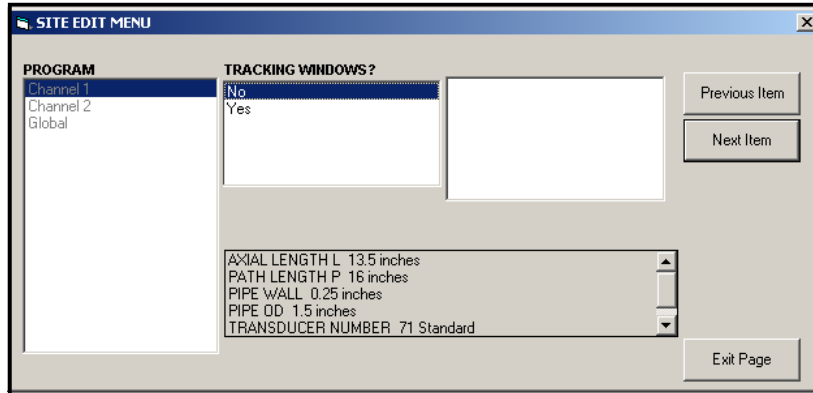 SITE EDIT MENU
PROGRAM
Channel 1
Channel 2
Global
TRACKING WINDOWS?
No
Yes
Previous Item
Next Item
AXIAL LENGTH L 13.5 inches
PATH LENGTH P 16 inches
PIPE WALL 0.25 inches
PIPE OD 1.5 inches
TRANSDUCER NUMBER 71 Standard
Exit Page